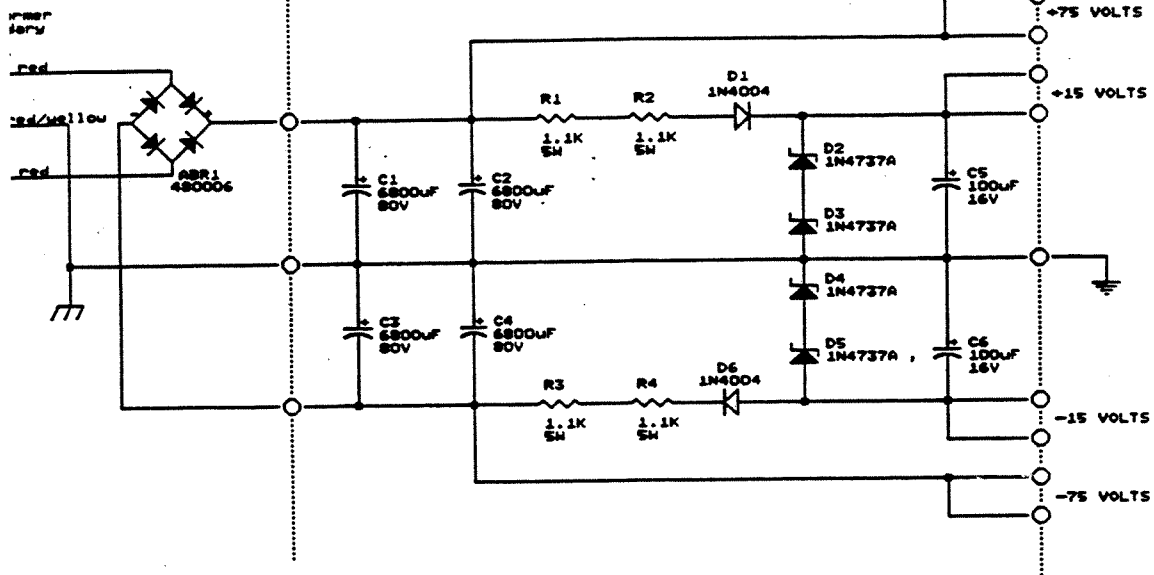 +75 VOLTS
red
+15 VOLTS
D1
1N4004
R1
R2
1.1K
5W
1.1K
5W
red/yellow
+
red
ABR1
480006
D2
1N4737A
+
C1
6800uF
80V
+
C2
6800uF
80V
+
C5
100uF
16V
D3
1N4737A
D4
1N4737A
+
C3
6800uF
80V
+
C4
6800uF
80V
D5
1N4737A
+
C6
100uF
16V
R3
R4
D6
1N4004
1.1K
5W
1.1K
5W
-15 VOLTS
-75 VOLTS